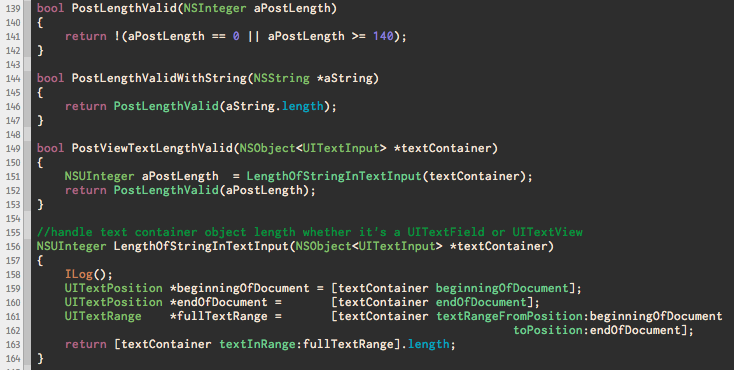 139 bool PostLengthValid(NSInteger aPostLength)
140 {
141     return !(aPostLength == 0 || aPostLength >= 140);
142 }
143
144 bool PostLengthValidWithString(NSString *aString)
145 {
146     return PostLengthValid(aString.length);
147 }
148
149 bool PostViewTextLengthValid(NSObject<UITextInput> *textContainer)
150 {
151     NSUInteger aPostLength  = LengthOfStringInTextInput(textContainer);
152     return PostLengthValid(aPostLength);
153 }
154
155 //handle text container object length whether it's a UITextField or UITextView
156 NSUInteger LengthOfStringInTextInput(NSObject<UITextInput> *textContainer)
157 {
158     ILog();
159     UITextPosition *beginningOfDocument = [textContainer beginningOfDocument];
160     UITextPosition *endOfDocument =       [textContainer endOfDocument];
161     UITextRange    *fullTextRange =       [textContainer textRangeFromPosition:beginningOfDocument
162                                                                     toPosition:endOfDocument];
163     return [textContainer textInRange:fullTextRange].length;
164 }